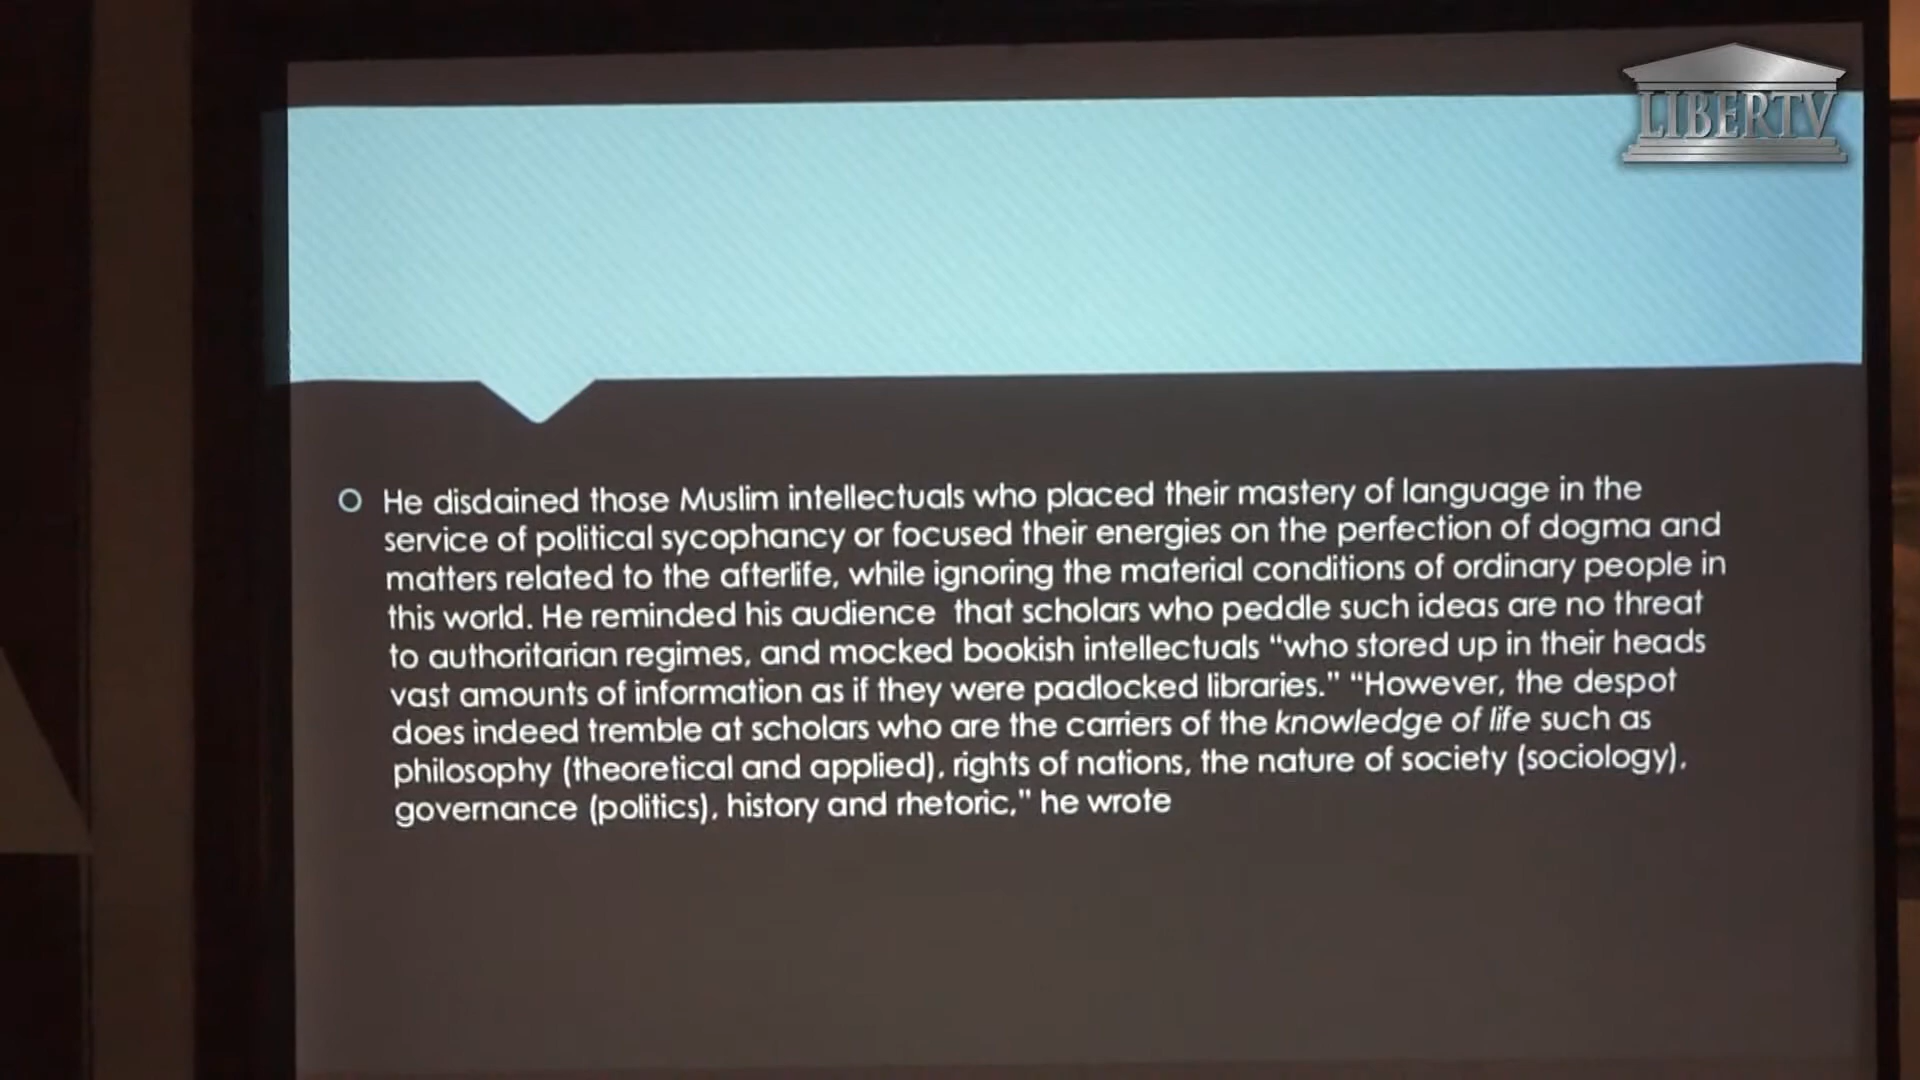 LIBERTV
He disdained those Muslim intellectuals who placed their mastery of language in the
service of political sycophancy or focused their energies on the perfection of dogma and
matters related to the afterlife, while ignoring the material conditions of ordinary people in
this world. He reminded his audience  that scholars who peddle such ideas are no threat
to authoritarian regimes, and mocked bookish intellectuals “who stored up in their heads
vast amounts of information as if they were padlocked libraries.” “However, the despot
does indeed tremble at scholars who are the carriers of the knowledge of life such as
philosophy (theoretical and applied), rights of nations, the nature of society (sociology),
governance (politics), history and rhetoric,” he wrote